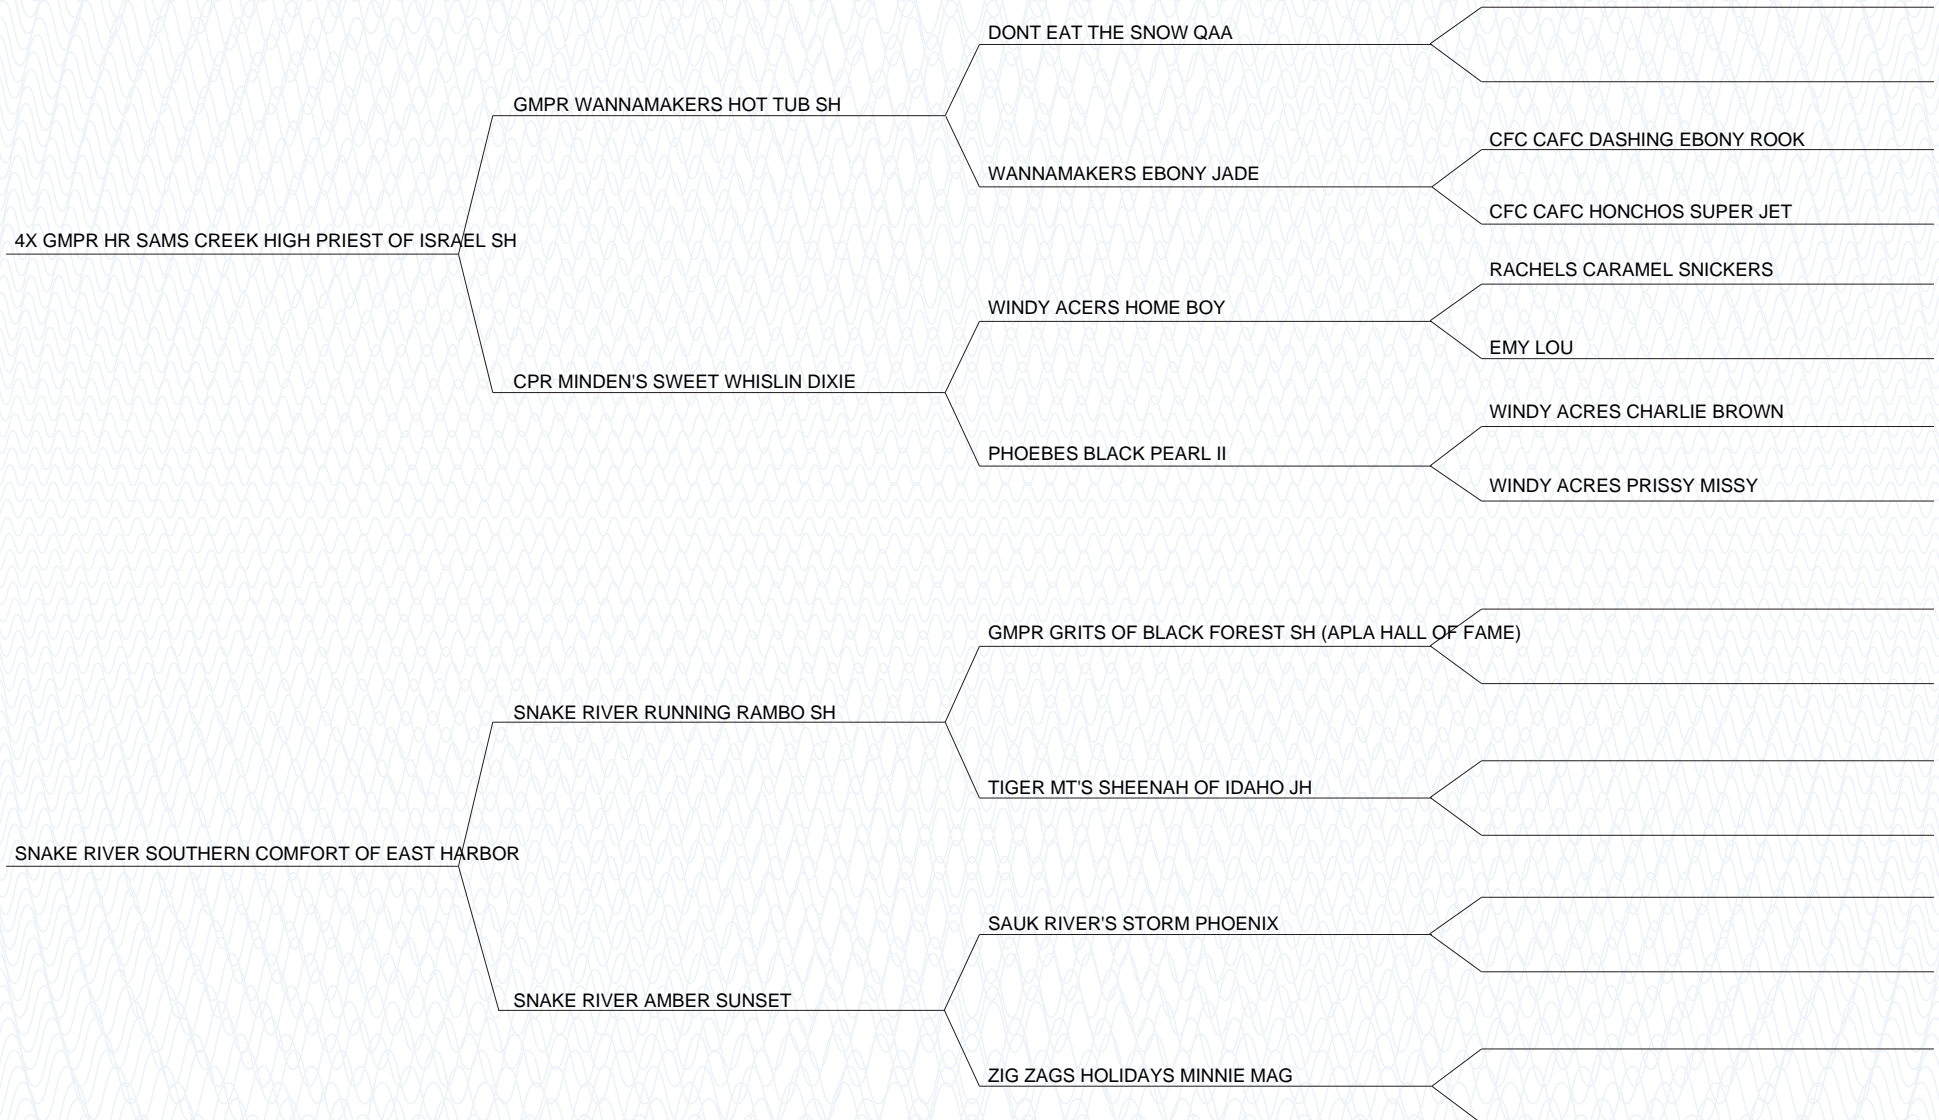 DONT EAT THE SNOW QAA
GMPR WANNAMAKERS HOT TUB SH
CFC CAFC DASHING EBONY ROOK
WANNAMAKERS EBONY JADE
CFC CAFC HONCHOS SUPER JET
4X GMPR HR SAMS CREEK HIGH PRIEST OF ISRAEL SH
RACHELS CARAMEL SNICKERS
WINDY ACERS HOME BOY
EMY LOU
CPR MINDEN'S SWEET WHISLIN DIXIE
WINDY ACRES CHARLIE BROWN
PHOEBES BLACK PEARL II
WINDY ACRES PRISSY MISSY
GMPR GRITS OF BLACK FOREST SH (APLA HALL OF FAME)
SNAKE RIVER RUNNING RAMBO SH
TIGER MT'S SHEENAH OF IDAHO JH
SNAKE RIVER SOUTHERN COMFORT OF EAST HARBOR
SAUK RIVER'S STORM PHOENIX
SNAKE RIVER AMBER SUNSET
ZIG ZAGS HOLIDAYS MINNIE MAG